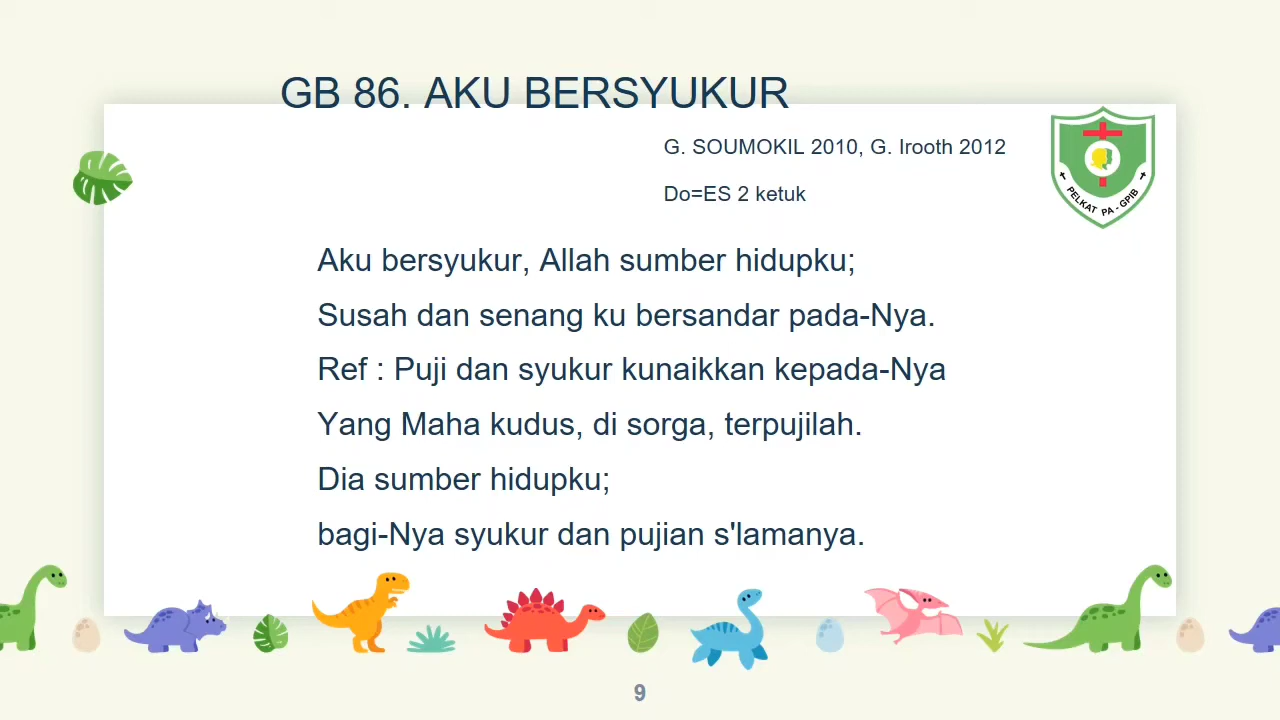 GB 86. AKU BERSYUKUR
G. SOUMOKIL 2010, G. Irooth 2012
Do=ES 2 ketuk
PELKAT PA - GPIB
Aku bersyukur, Allah sumber hidupku;
Susah dan senang ku bersandar pada-Nya.
Ref : Puji dan syukur kunaikkan kepada-Nya
Yang Maha kudus, di sorga, terpujilah.
Dia sumber hidupku;
bagi-Nya syukur dan pujian s'lamanya.
9